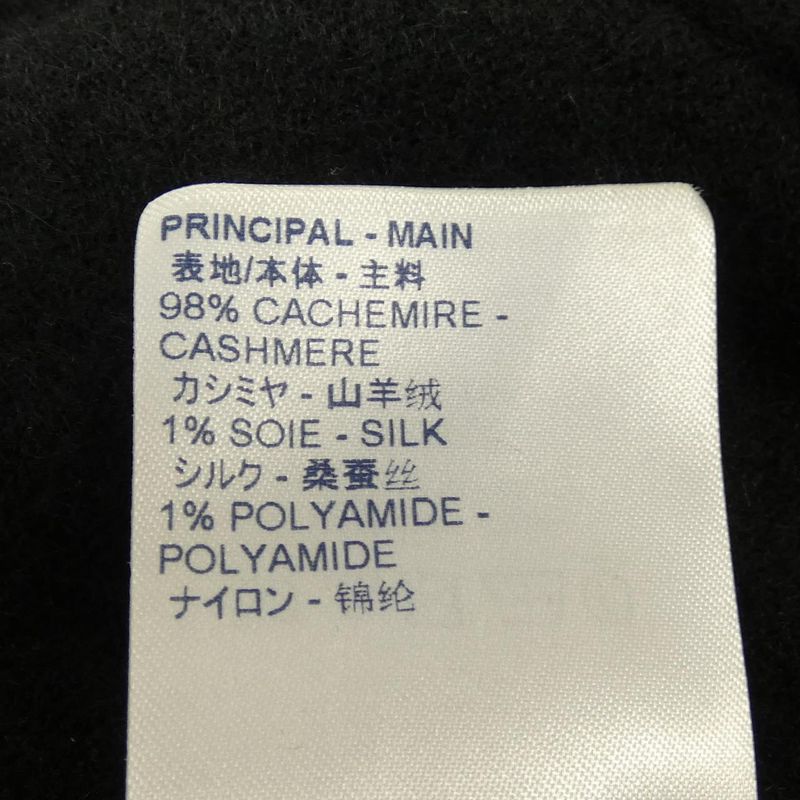 PRINCIPAL - MAIN
表地/本体 - 主料
98% CACHEMIRE -
CASHMERE
カシミヤ - 山羊绒
1% SOIE - SILK
シルク - 桑蚕丝
1% POLYAMIDE -
POLYAMIDE
ナイロン - 锦纶